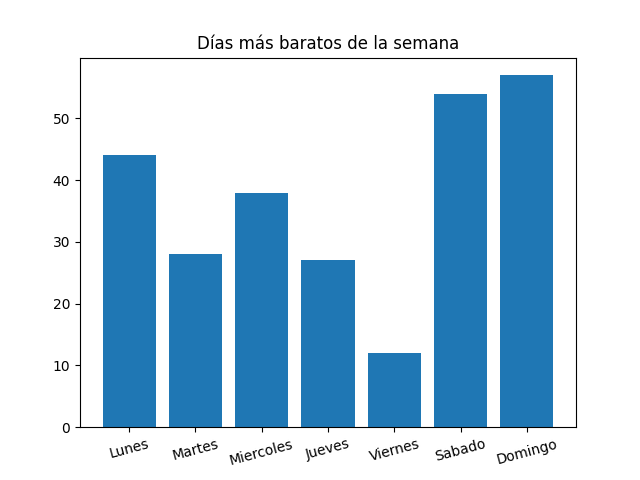 Días más baratos de la semana
50
40
30
20
10
0
Lunes
Martes
Miercoles
Jueves
Viernes
Sabado
Domingo